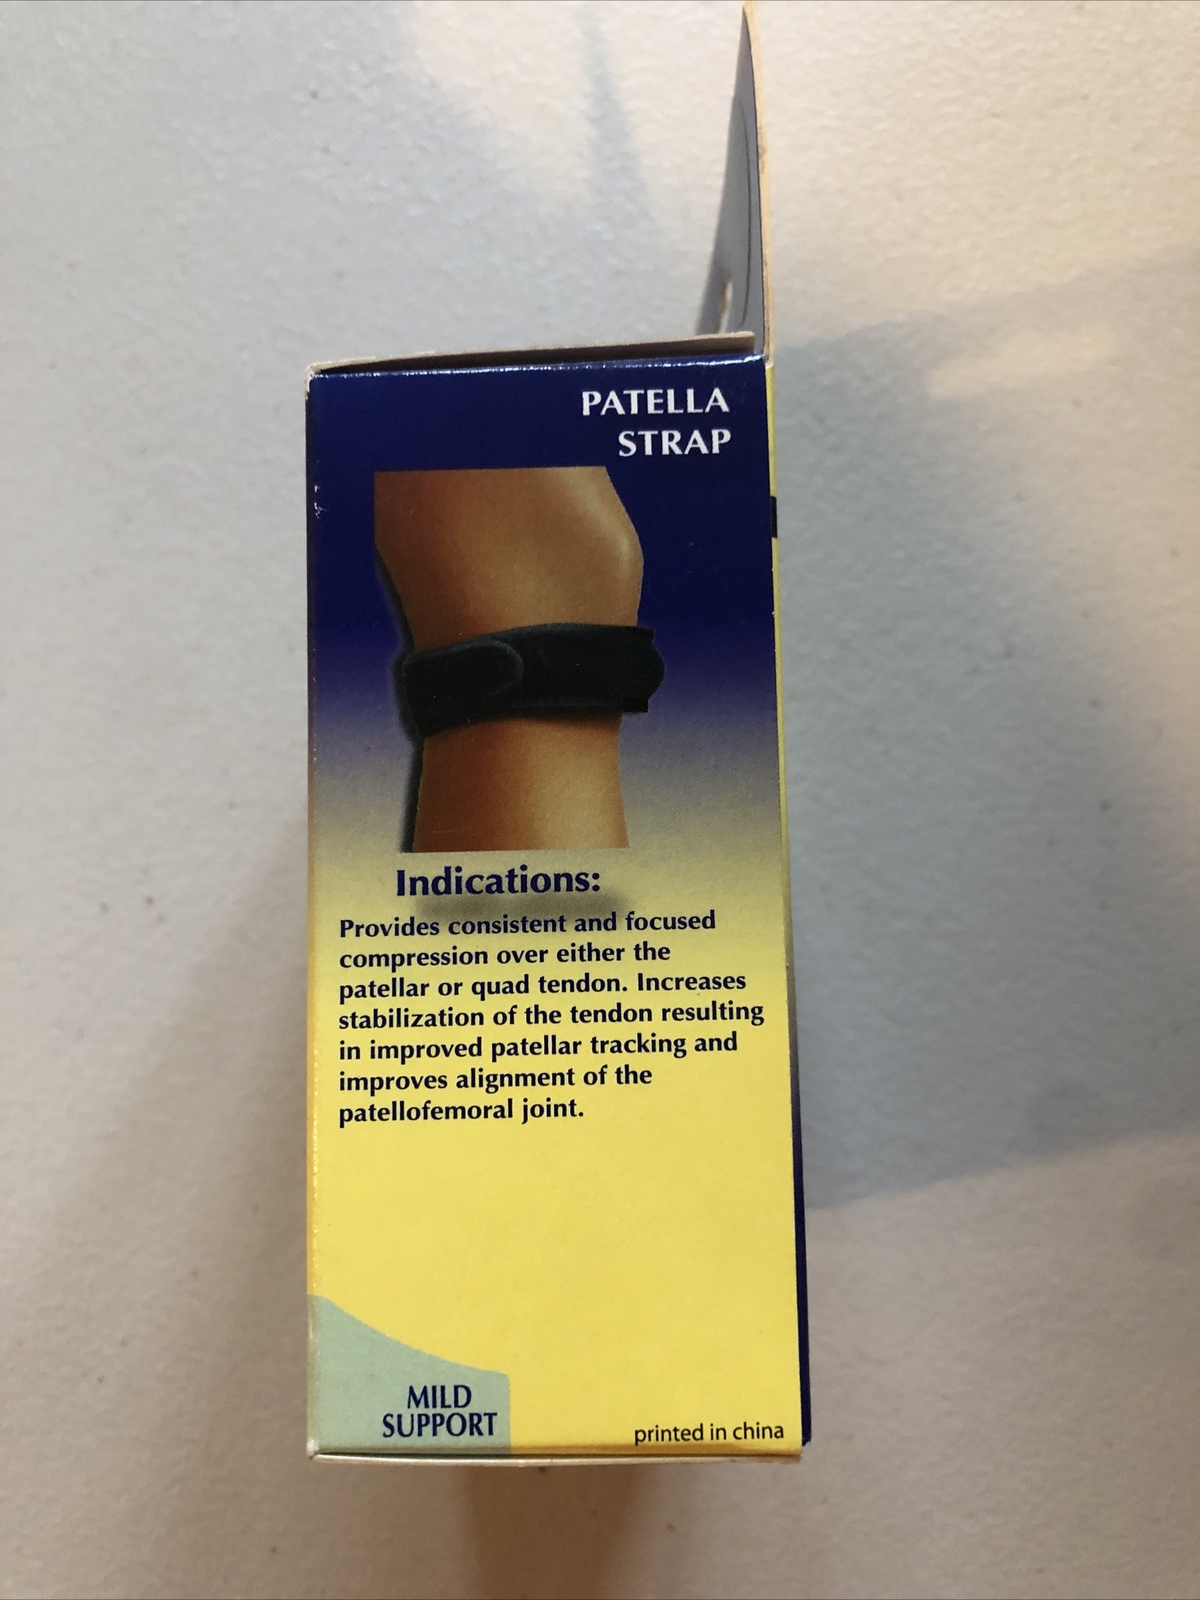 PATELLA
STRAP
Indications:
Provides consistent and focused
compression over either the
patellar or quad tendon. Increases
stabilization of the tendon resulting
in improved patellar tracking and
improves alignment of the
patellofemoral joint.
MILD
SUPPORT
printed in china